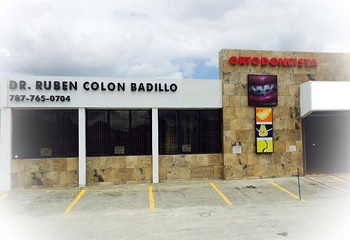 DR. RUBEN COLON BADILLO
787-765-0704
ORTODONCISTA